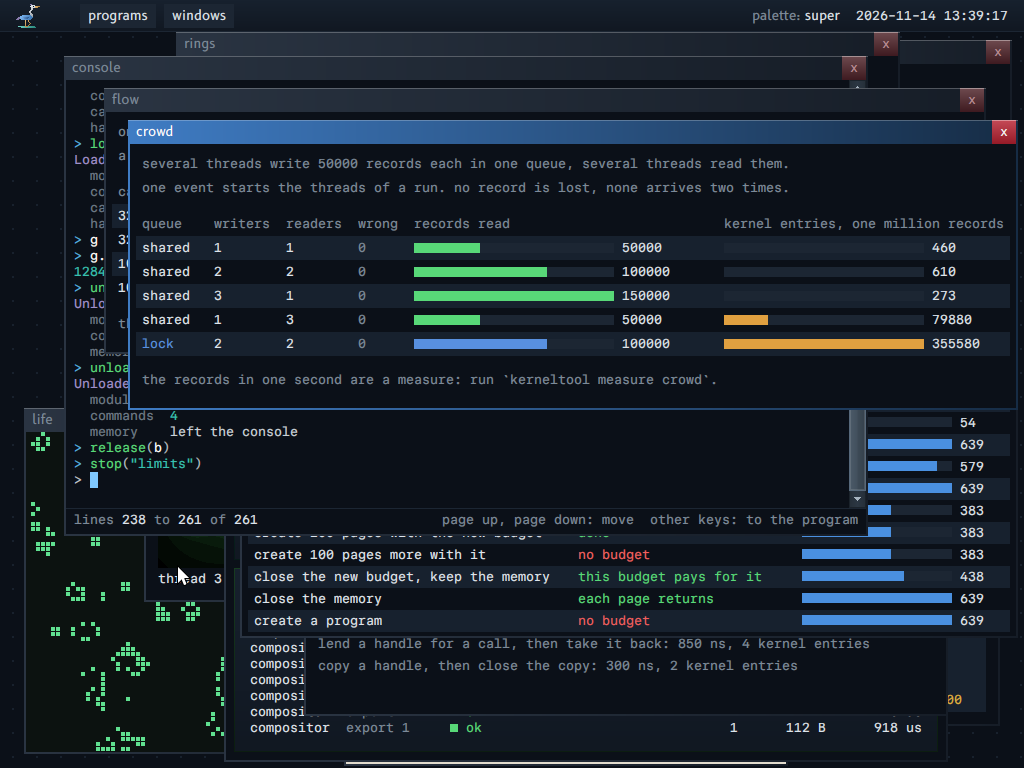 programs windows palette: super 2026-11-14 13:39:17
rings x
x
console x
flow x
crowd x
> lo
Load
> g
> g.
1284
> un
Unlo
> unloa
Unloade
several threads write 50000 records each in one queue, several threads read them.
one event starts the threads of a run. no record is lost, none arrives two times.
queue writers readers wrong records read kernel entries, one million records
shared 1 1 0 50000 460
shared 2 2 0 100000 610
shared 3 1 0 150000 273
shared 1 3 0 50000 79880
lock 2 2 0 100000 355580
the records in one second are a measure: run `kerneltool measure crowd`.
modul
commands 4
memory left the console
> release(b)
> stop("limits")
>
lines 238 to 261 of 261 page up, page down: move other keys: to the program
life
54
639
579
639
383
383
create 100 pages more with it no budget 383
close the new budget, keep the memory this budget pays for it 438
close the memory each page returns 639
create a program no budget 639
thread 3
lend a handle for a call, then take it back: 850 ns, 4 kernel entries
copy a handle, then close the copy: 300 ns, 2 kernel entries
composi
composi
composi
composi
composit
compositor export 1 ok 1 112 B 918 us
00